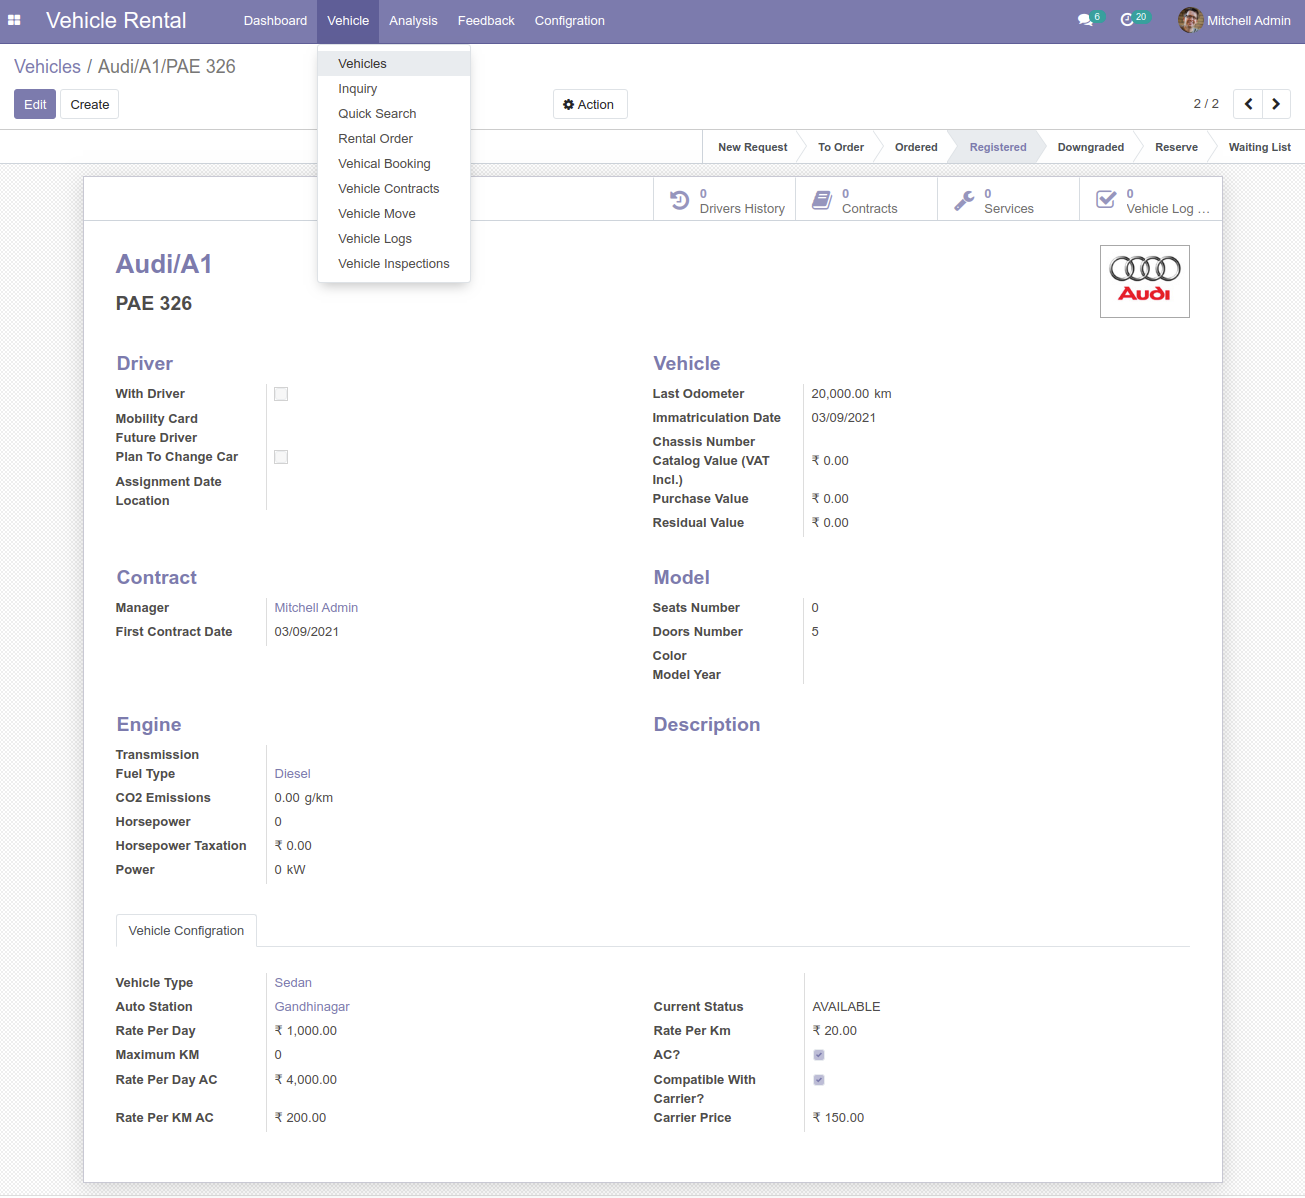 Vehicle Rental
Dashboard Vehicle Analysis Feedback Configration
6 20 Mitchell Admin
Vehicles / Audi/A1/PAE 326
Edit Create
Action
2 / 2
Vehicles
Inquiry
Quick Search
Rental Order
Vehical Booking
Vehicle Contracts
Vehicle Move
Vehicle Logs
Vehicle Inspections
New Request To Order Ordered Registered Downgraded Reserve Waiting List
0 Drivers History
0 Contracts
0 Services
0 Vehicle Log ...
Audi/A1
PAE 326
Audi
Driver
With Driver
Mobility Card
Future Driver
Plan To Change Car
Assignment Date
Location
Vehicle
Last Odometer 20,000.00 km
Immatriculation Date 03/09/2021
Chassis Number
Catalog Value (VAT Incl.) ₹ 0.00
Purchase Value ₹ 0.00
Residual Value ₹ 0.00
Contract
Manager Mitchell Admin
First Contract Date 03/09/2021
Model
Seats Number 0
Doors Number 5
Color
Model Year
Engine
Transmission
Fuel Type Diesel
CO2 Emissions 0.00 g/km
Horsepower 0
Horsepower Taxation ₹ 0.00
Power 0 kW
Description
Vehicle Configration
Vehicle Type Sedan
Auto Station Gandhinagar
Rate Per Day ₹ 1,000.00
Maximum KM 0
Rate Per Day AC ₹ 4,000.00
Rate Per KM AC ₹ 200.00
Current Status AVAILABLE
Rate Per Km ₹ 20.00
AC?
Compatible With Carrier?
Carrier Price ₹ 150.00